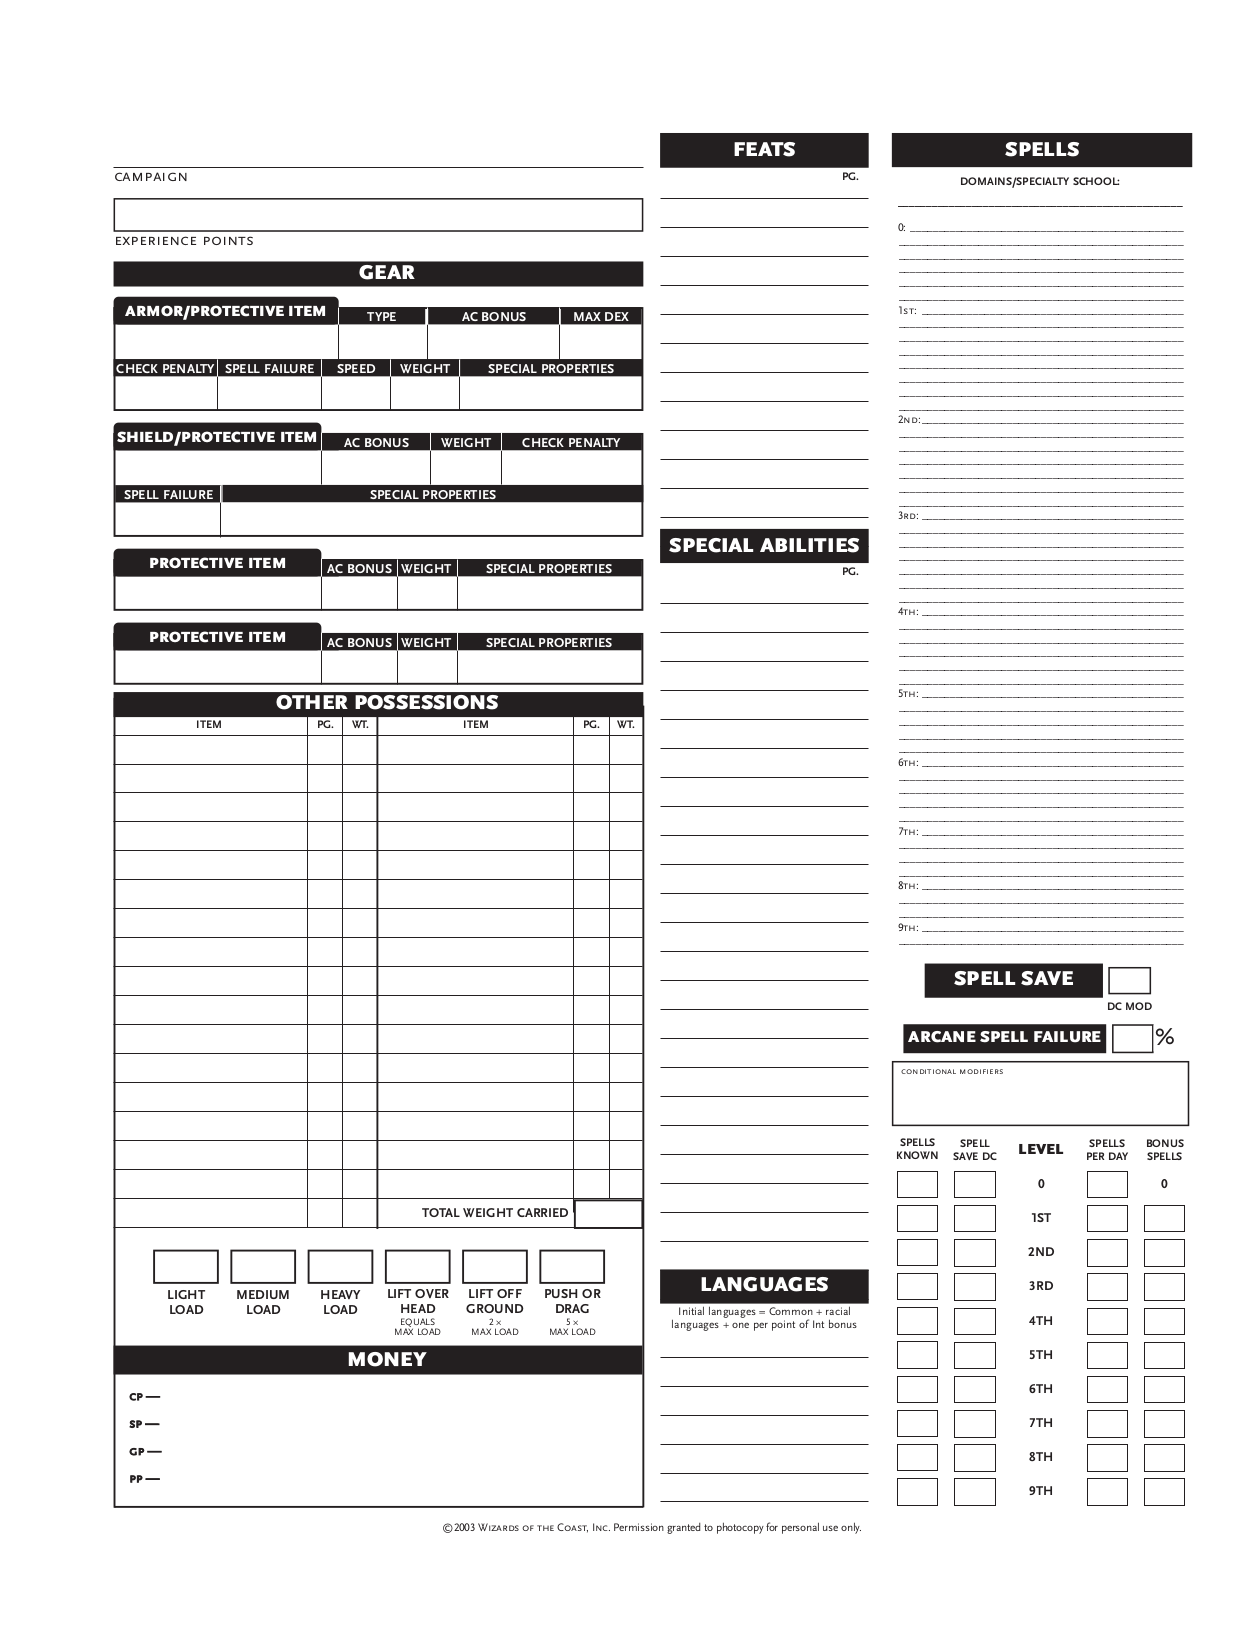 CAMPAIGN
EXPERIENCE POINTS
GEAR
ARMOR/PROTECTIVE ITEM TYPE AC BONUS MAX DEX
CHECK PENALTY SPELL FAILURE SPEED WEIGHT SPECIAL PROPERTIES
SHIELD/PROTECTIVE ITEM AC BONUS WEIGHT CHECK PENALTY
SPELL FAILURE SPECIAL PROPERTIES
PROTECTIVE ITEM AC BONUS WEIGHT SPECIAL PROPERTIES
PROTECTIVE ITEM AC BONUS WEIGHT SPECIAL PROPERTIES
OTHER POSSESSIONS
ITEM PG. WT. ITEM PG. WT.
TOTAL WEIGHT CARRIED
LIGHT MEDIUM HEAVY LIFT OVER LIFT OFF PUSH OR
LOAD LOAD LOAD HEAD GROUND DRAG
EQUALS 2 × 5 ×
MAX LOAD MAX LOAD MAX LOAD
MONEY
CP —
SP —
GP —
PP —
FEATS
PG.
SPECIAL ABILITIES
PG.
LANGUAGES
Initial languages = Common + racial
languages + one per point of Int bonus
SPELLS
DOMAINS/SPECIALTY SCHOOL:
0:
1ST:
2ND:
3RD:
4TH:
5TH:
6TH:
7TH:
8TH:
9TH:
SPELL SAVE
DC MOD
ARCANE SPELL FAILURE %
CONDITIONAL MODIFIERS
SPELLS SPELL LEVEL SPELLS BONUS
KNOWN SAVE DC PER DAY SPELLS
0 0
1ST
2ND
3RD
4TH
5TH
6TH
7TH
8TH
9TH
©2003 WIZARDS OF THE COAST, INC. Permission granted to photocopy for personal use only.